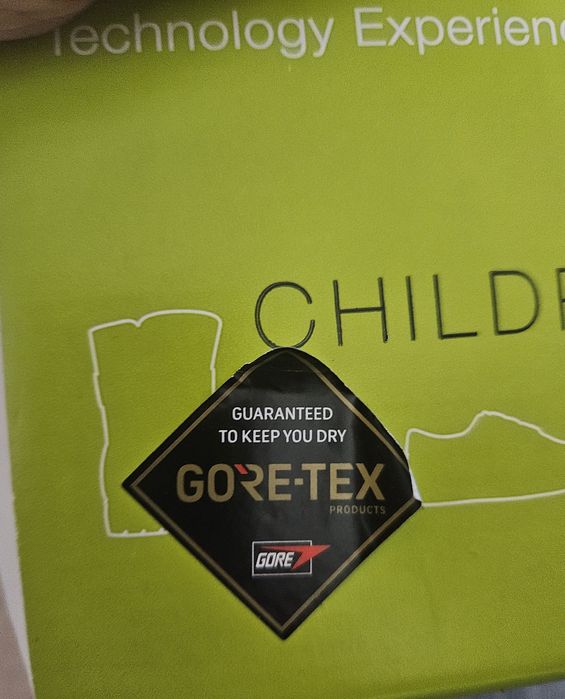 Technology Experien
CHILD
GUARANTEED
TO KEEP YOU DRY
GORE-TEX
PRODUCTS
GORE